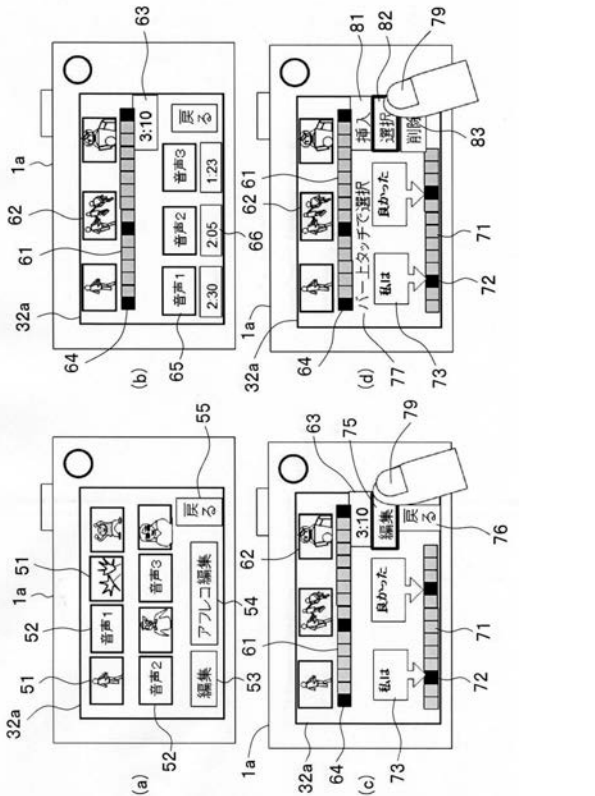 (a)
32a
51
52
1a
51
音声1
音声2
音声3
編集
アフレコ編集
戻る
52
53
54
55
(b)
32a
61
62
1a
63
64
3:10
音声1
音声2
音声3
戻る
2:30
2:05
1:23
65
66
(c)
1a
32a
61
62
63
75
79
64
3:10
編集
戻る
私は
良かった
73
72
71
76
(d)
1a
32a
62
61
81
82
79
64
バー上タッチで選択
挿入
選択
削除
私は
良かった
77
73
72
71
83